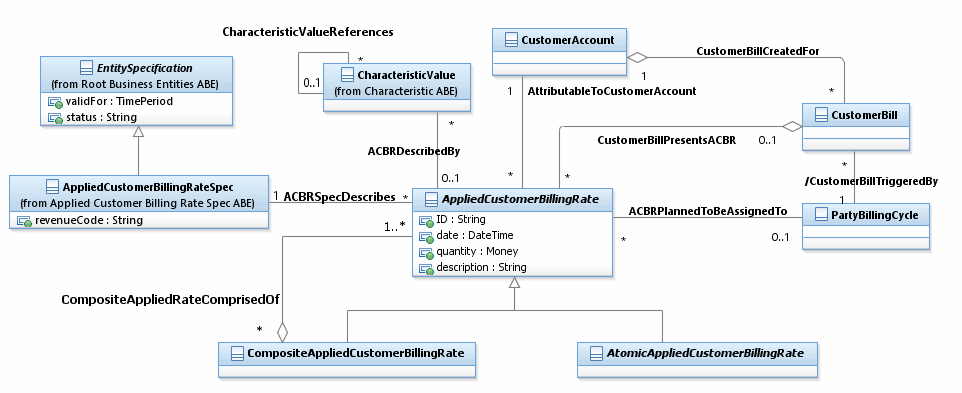 CharacteristicValueReferences
CustomerAccount
CustomerBillCreatedFor
EntitySpecification
(from Root Business Entities ABE)
validFor : TimePeriod
status : String
*
0..1
CharacteristicValue
(from Characteristic ABE)
1
1
AttributableToCustomerAccount
*
CustomerBill
*
CustomerBillPresentsACBR
0..1
ACBRDescribedBy
*
0..1
*
*
/CustomerBillTriggeredBy
1
AppliedCustomerBillingRateSpec
(from Applied Customer Billing Rate Spec ABE)
revenueCode : String
1
ACBRSpecDescribes
*
AppliedCustomerBillingRate
ID : String
date : DateTime
quantity : Money
description : String
ACBRPlannedToBeAssignedTo
*
0..1
PartyBillingCycle
1..*
CompositeAppliedRateComprisedOf
*
CompositeAppliedCustomerBillingRate
AtomicAppliedCustomerBillingRate